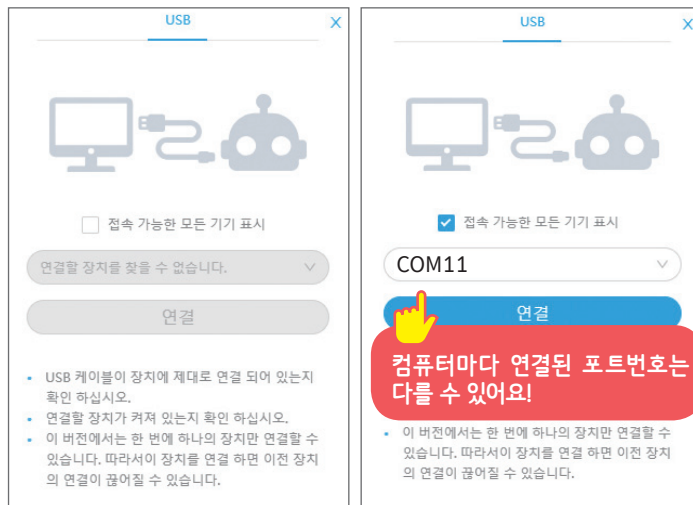 USB
X
접속 가능한 모든 기기 표시
연결할 장치를 찾을 수 없습니다.
연결
• USB 케이블이 장치에 제대로 연결 되어 있는지
확인 하십시오.
• 연결할 장치가 켜져 있는지 확인 하십시오.
• 이 버전에서는 한 번에 하나의 장치만 연결할 수
있습니다. 따라서이 장치를 연결 하면 이전 장치
의 연결이 끊어질 수 있습니다.
USB
X
접속 가능한 모든 기기 표시
COM11
연결
컴퓨터마다 연결된 포트번호는
다를 수 있어요!
• 이 버전에서는 한 번에 하나의 장치만 연결할 수
있습니다. 따라서이 장치를 연결 하면 이전 장치
의 연결이 끊어질 수 있습니다.